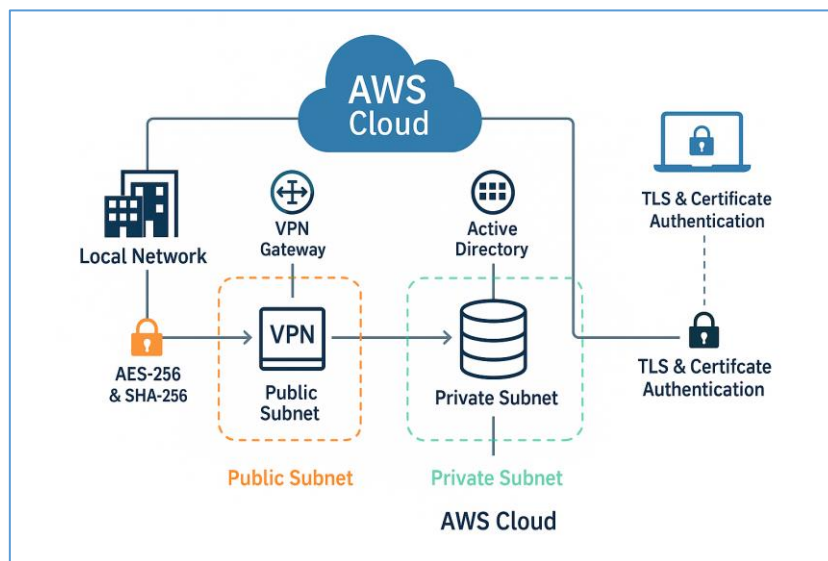 AWS
Cloud
Local Network
VPN
Gateway
Active
Directory
TLS & Certificate
Authentication
AES-256
& SHA-256
VPN
Public
Subnet
Private Subnet
TLS & Certifcate
Authentication
Public Subnet
Private Subnet
AWS Cloud